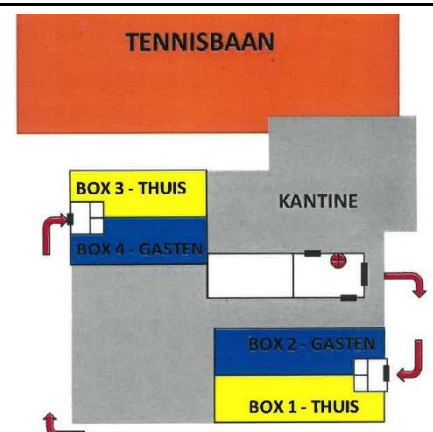 TENNISBAAN
BOX 3 - THUIS
KANTINE
BOX 4 - GASTEN
BOX 2 - GASTEN
BOX 1 - THUIS